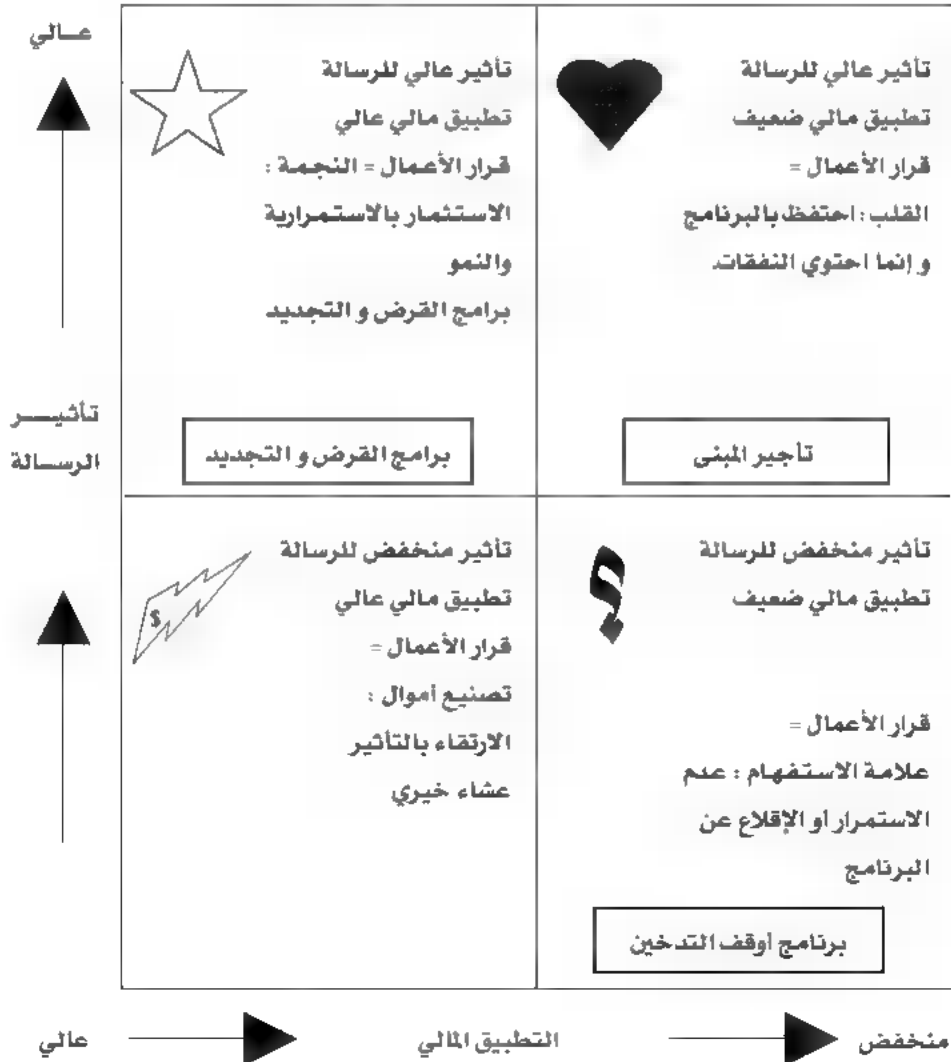 عـالي
تأثير عالي للرسالة
تطبيق مالي ضعيف
قرار الأعمال =
القلب : احتفظ بالبرنامج
و إنما احتوي النفقات
تأجير المبنى
تأثير عالي للرسالة
تطبيق مالي عالي
قرار الأعمال = النجمة :
الاستثمار بالاستمرارية
والنمو
برامج القرض و التجديد
برامج القرض و التجديد
تأثيـــر
الرسـالة
تأثير منخفض للرسالة
تطبيق مالي ضعيف
قرار الأعمال =
علامة الاستفهام : عدم
الاستمرار أو الإقلاع عن
البرنامج
برنامج أوقف التدخين
؟
تأثير منخفض للرسالة
تطبيق مالي عالي
قرار الأعمال =
تصنيع أموال :
الارتقاء بالتأثير
عشاء خيري
$
منخفض
التطبيق المالي
عالي